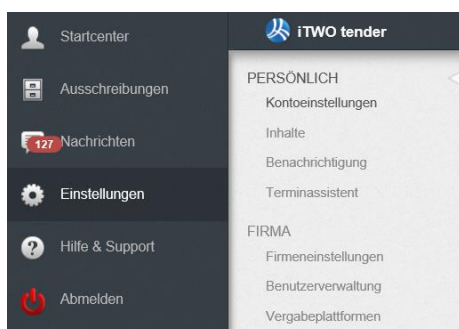 Startcenter
Ausschreibungen
127 Nachrichten
Einstellungen
Hilfe & Support
Abmelden
iTWO tender
PERSÖNLICH
Kontoeinstellungen
Inhalte
Benachrichtigung
Terminassistent
FIRMA
Firmeneinstellungen
Benutzerverwaltung
Vergabeplattformen